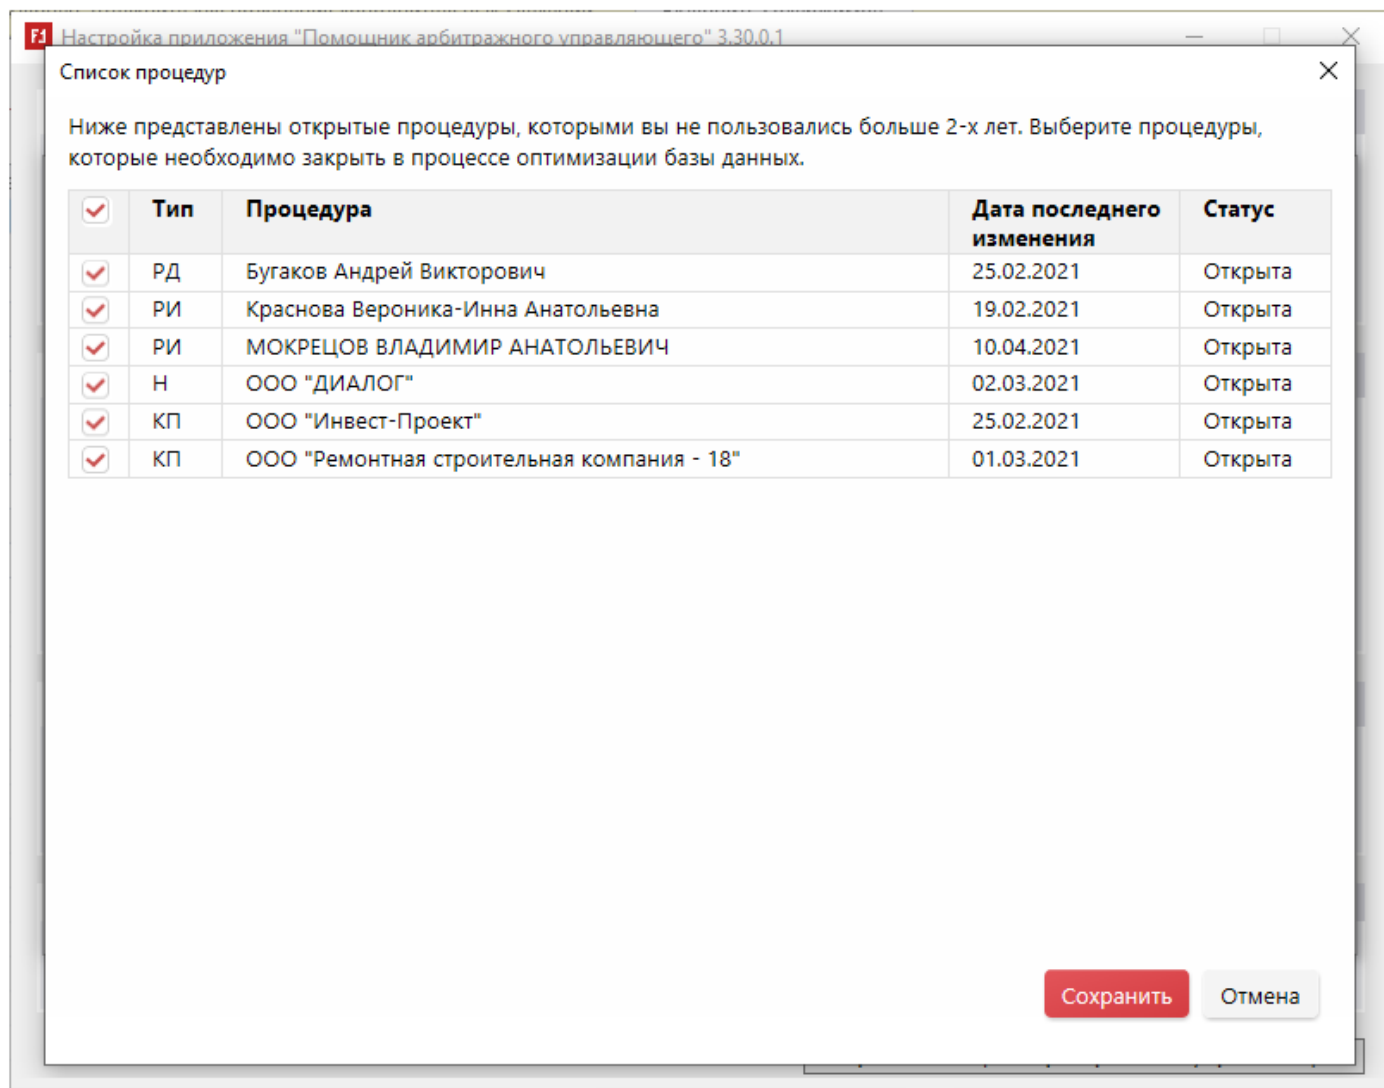 Настройка приложения "Помощник арбитражного управляющего" 3.30.0.1
Список процедур
Ниже представлены открытые процедуры, которыми вы не пользовались больше 2-х лет. Выберите процедуры,
которые необходимо закрыть в процессе оптимизации базы данных.
Тип Процедура Дата последнего Статус
изменения
РД Бугаков Андрей Викторович 25.02.2021 Открыта
РИ Краснова Вероника-Инна Анатольевна 19.02.2021 Открыта
РИ МОКРЕЦОВ ВЛАДИМИР АНАТОЛЬЕВИЧ 10.04.2021 Открыта
Н ООО "ДИАЛОГ" 02.03.2021 Открыта
КП ООО "Инвест-Проект" 25.02.2021 Открыта
КП ООО "Ремонтная строительная компания - 18" 01.03.2021 Открыта
Сохранить Отмена